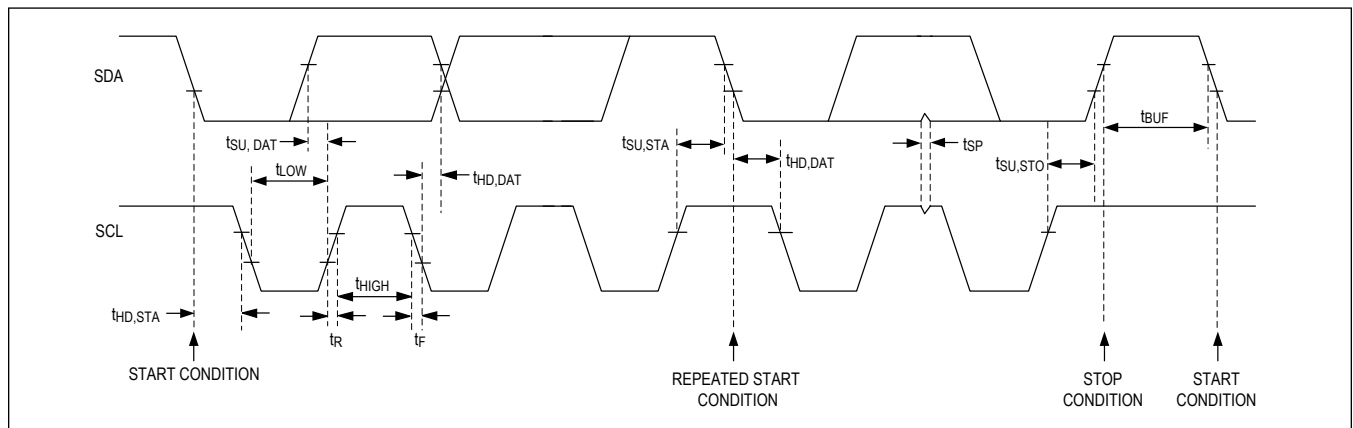 SDA
tSU, DAT
tLOW
tHD,DAT
tSU,STA
tHD,DAT
tSP
tSU,STO
tBUF
SCL
tHIGH
tHD,STA
tR
tF
START CONDITION
REPEATED START
CONDITION
STOP
CONDITION
START
CONDITION